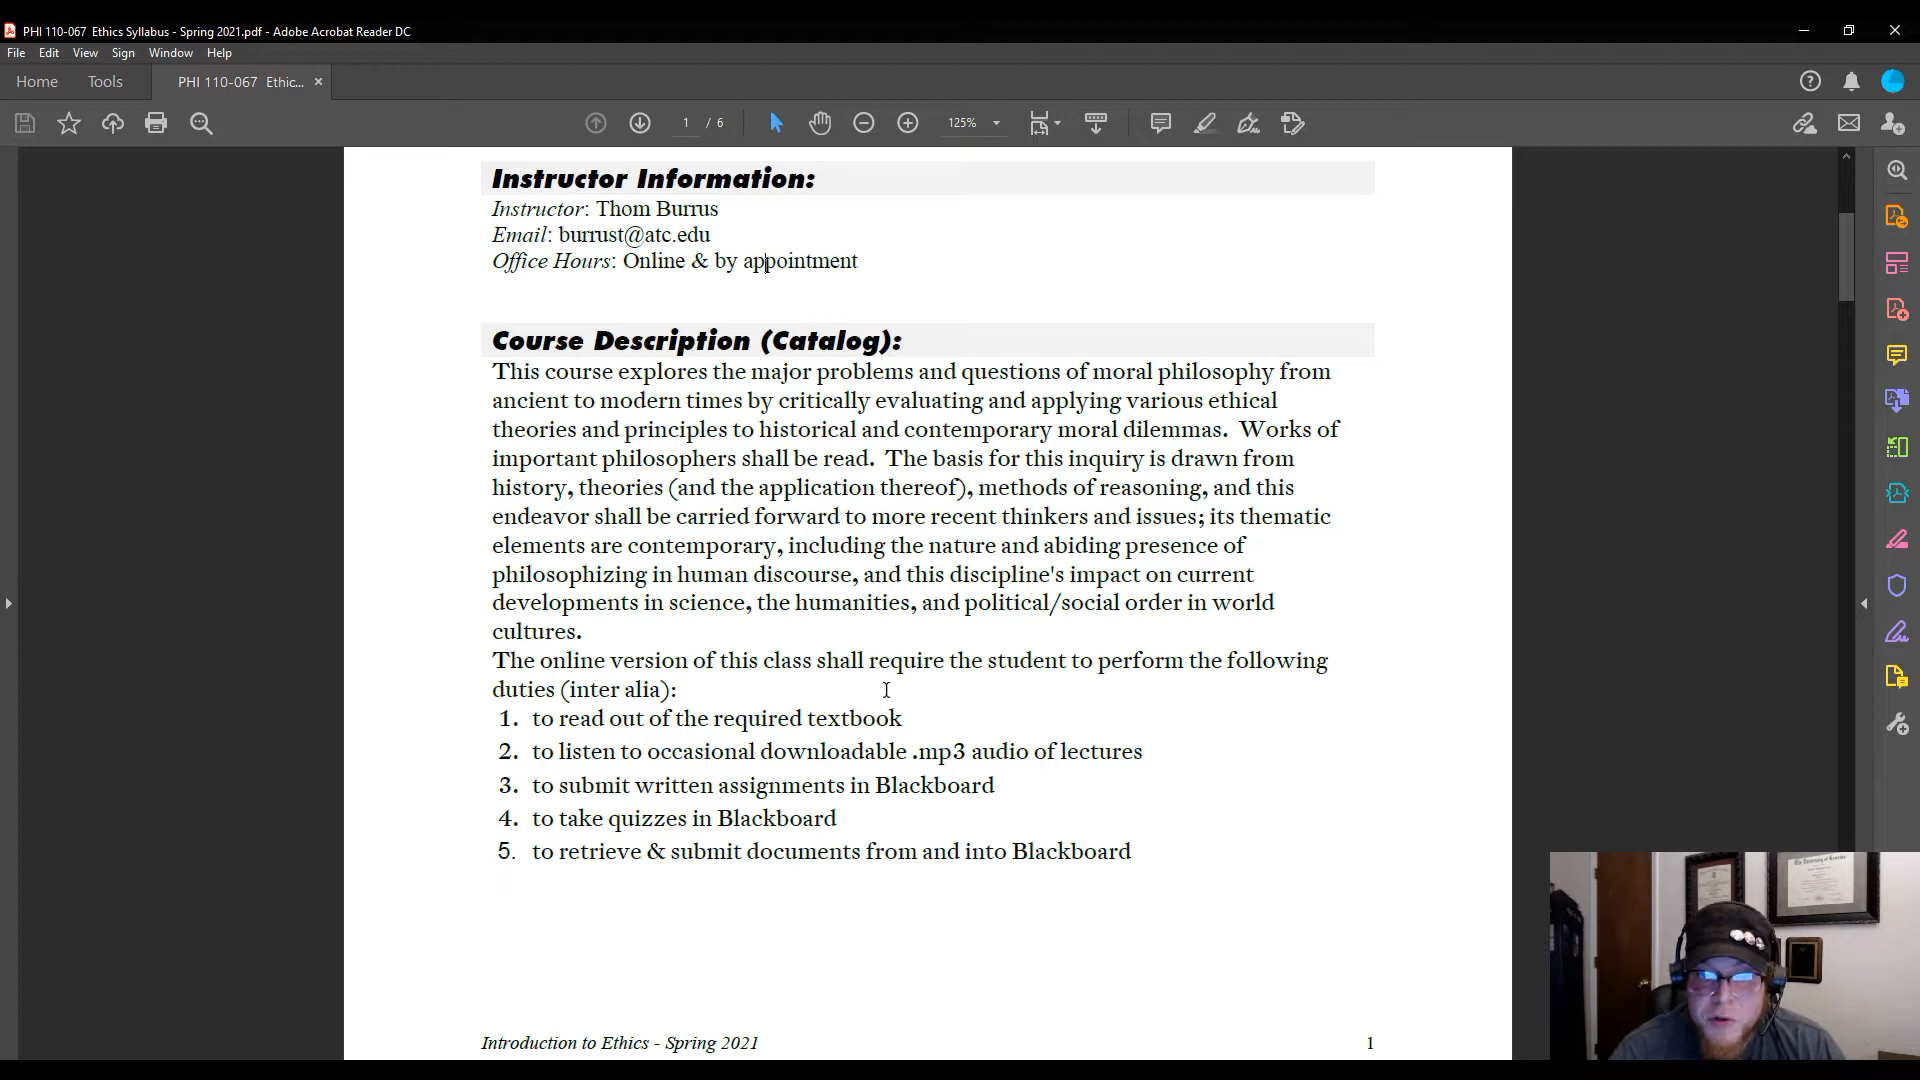 PHI 110-067 Ethics Syllabus - Spring 2021.pdf - Adobe Acrobat Reader DC
File Edit View Sign Window Help
Home Tools PHI 110-067 Ethic... ×
1 / 6 125%
Instructor Information:
Instructor: Thom Burrus
Email: burrust@atc.edu
Office Hours: Online & by appointment
Course Description (Catalog):
This course explores the major problems and questions of moral philosophy from
ancient to modern times by critically evaluating and applying various ethical
theories and principles to historical and contemporary moral dilemmas. Works of
important philosophers shall be read. The basis for this inquiry is drawn from
history, theories (and the application thereof), methods of reasoning, and this
endeavor shall be carried forward to more recent thinkers and issues; its thematic
elements are contemporary, including the nature and abiding presence of
philosophizing in human discourse, and this discipline's impact on current
developments in science, the humanities, and political/social order in world
cultures.
The online version of this class shall require the student to perform the following
duties (inter alia):
1. to read out of the required textbook
2. to listen to occasional downloadable .mp3 audio of lectures
3. to submit written assignments in Blackboard
4. to take quizzes in Blackboard
5. to retrieve & submit documents from and into Blackboard
Introduction to Ethics - Spring 2021 1